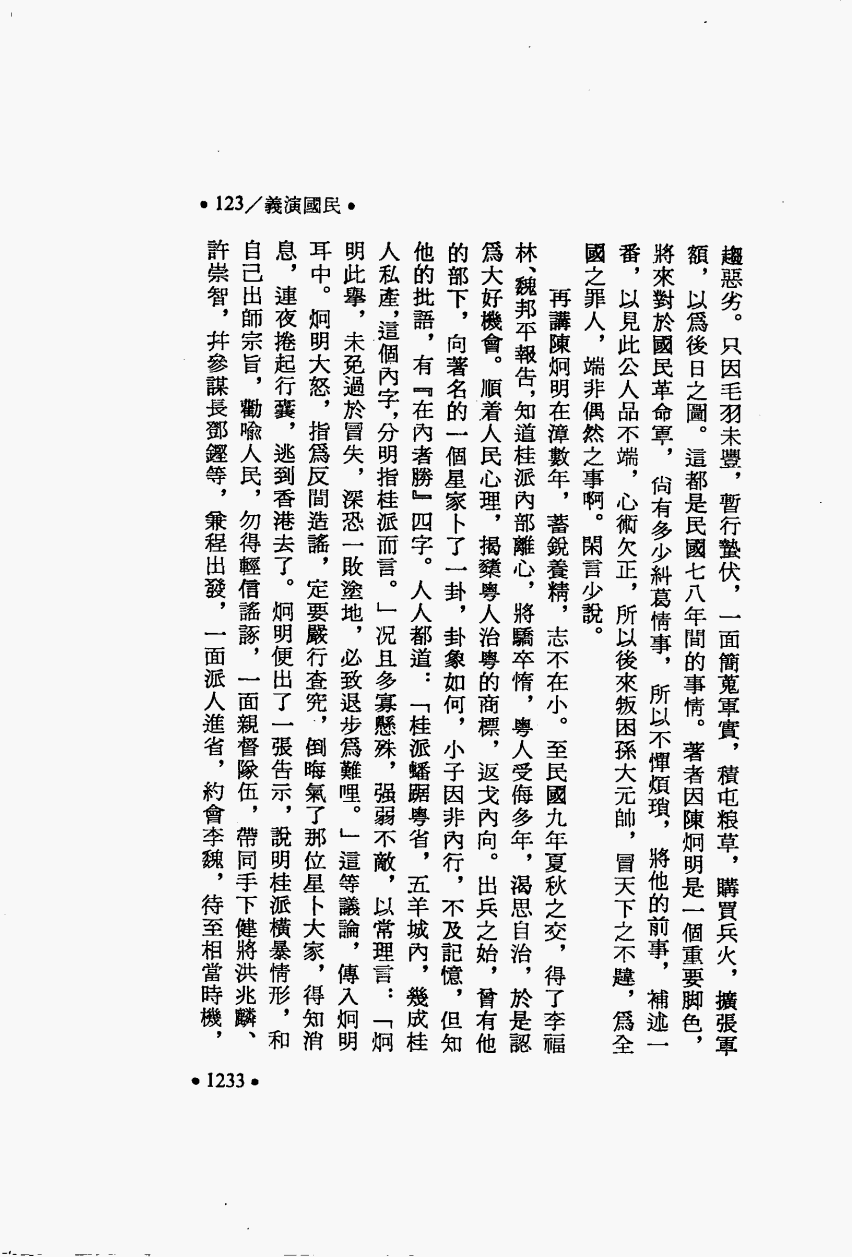 •123/義演國民•
趨惡劣。只因毛羽未豐，暫行蟄伏，一面簡蒐軍實，積屯粮草，購買兵火，擴張軍
額，以爲後日之圖。這都是民國七八年間的事情。著者因陳炯明是一個重要脚色，
將來對於國民革命軍，尙有多少糾葛情事，所以不憚煩瑣，將他的前事，補述一
番，以見此公人品不端，心術欠正，所以後來叛困孫大元帥，冒天下之不韙，爲全
國之罪人，端非偶然之事啊。閑言少說。
再講陳炯明在漳數年，蓄銳養精，志不在小。至民國九年夏秋之交，得了李福
林、魏邦平報告，知道桂派內部離心，將驕卒惰，粵人受侮多年，渴思自治，於是認
爲大好機會。順着人民心理，揭櫫粵人治粵的商標，返戈內向。出兵之始，曾有他
的部下，向著名的一個星家卜了一卦，卦象如何，小子因非內行，不及記憶，但知
他的批語，有『在內者勝』四字。人人都道：「桂派蟠踞粵省，五羊城內，幾成桂
人私產，這個內字，分明指桂派而言。」况且多寡懸殊，强弱不敵，以常理言：「炯
明此舉，未免過於冒失，深恐一敗塗地，必致退步爲難哩。」這等議論，傳入炯明
耳中。炯明大怒，指爲反間造謠，定要嚴行查究，倒晦氣了那位星卜大家，得知消
息，連夜捲起行囊，逃到香港去了。炯明便出了一張告示，說明桂派橫暴情形，和
自己出師宗旨，勸喩人民，勿得輕信謠諑，一面親督隊伍，帶同手下健將洪兆麟、
許崇智，幷參謀長鄧鏗等，兼程出發，一面派人進省，約會李魏，待至相當時機，
•1233•